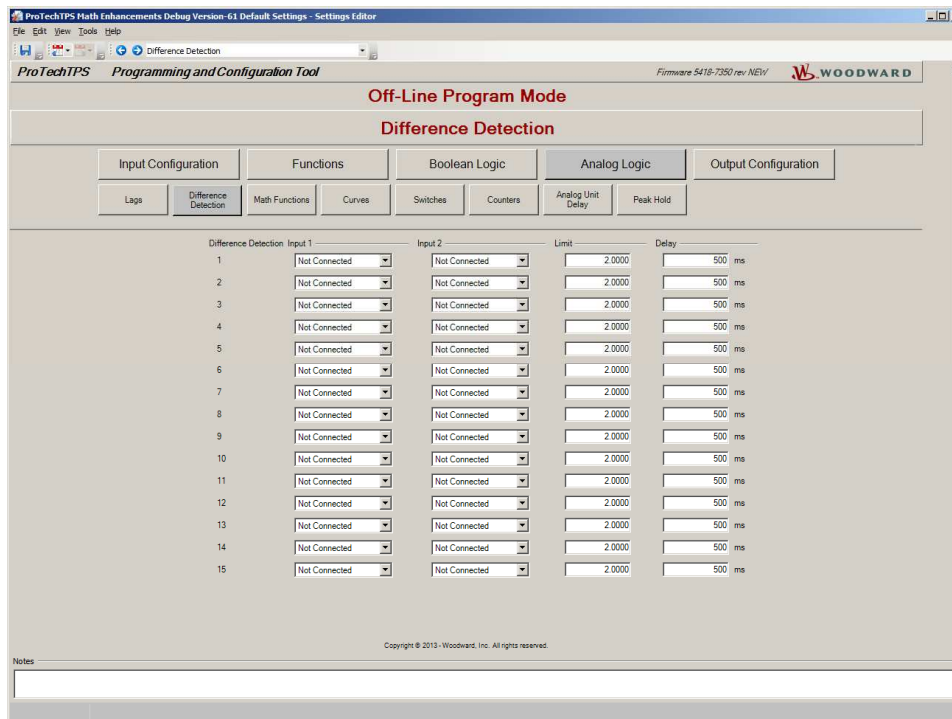 ProTechTPS Math Enhancements Debug Version-61 Default Settings - Settings Editor
File Edit View Tools Help
Difference Detection
ProTechTPS Programming and Configuration Tool Firmware 5418-7350 rev NEW WOODWARD
Off-Line Program Mode
Difference Detection
Input Configuration Functions Boolean Logic Analog Logic Output Configuration
Lags Difference Detection Math Functions Curves Switches Counters Analog Unit Delay Peak Hold
Difference Detection Input 1 Input 2 Limit Delay
1 Not Connected Not Connected 2.0000 500 ms
2 Not Connected Not Connected 2.0000 500 ms
3 Not Connected Not Connected 2.0000 500 ms
4 Not Connected Not Connected 2.0000 500 ms
5 Not Connected Not Connected 2.0000 500 ms
6 Not Connected Not Connected 2.0000 500 ms
7 Not Connected Not Connected 2.0000 500 ms
8 Not Connected Not Connected 2.0000 500 ms
9 Not Connected Not Connected 2.0000 500 ms
10 Not Connected Not Connected 2.0000 500 ms
11 Not Connected Not Connected 2.0000 500 ms
12 Not Connected Not Connected 2.0000 500 ms
13 Not Connected Not Connected 2.0000 500 ms
14 Not Connected Not Connected 2.0000 500 ms
15 Not Connected Not Connected 2.0000 500 ms
Copyright © 2013 - Woodward, Inc. All rights reserved.
Notes